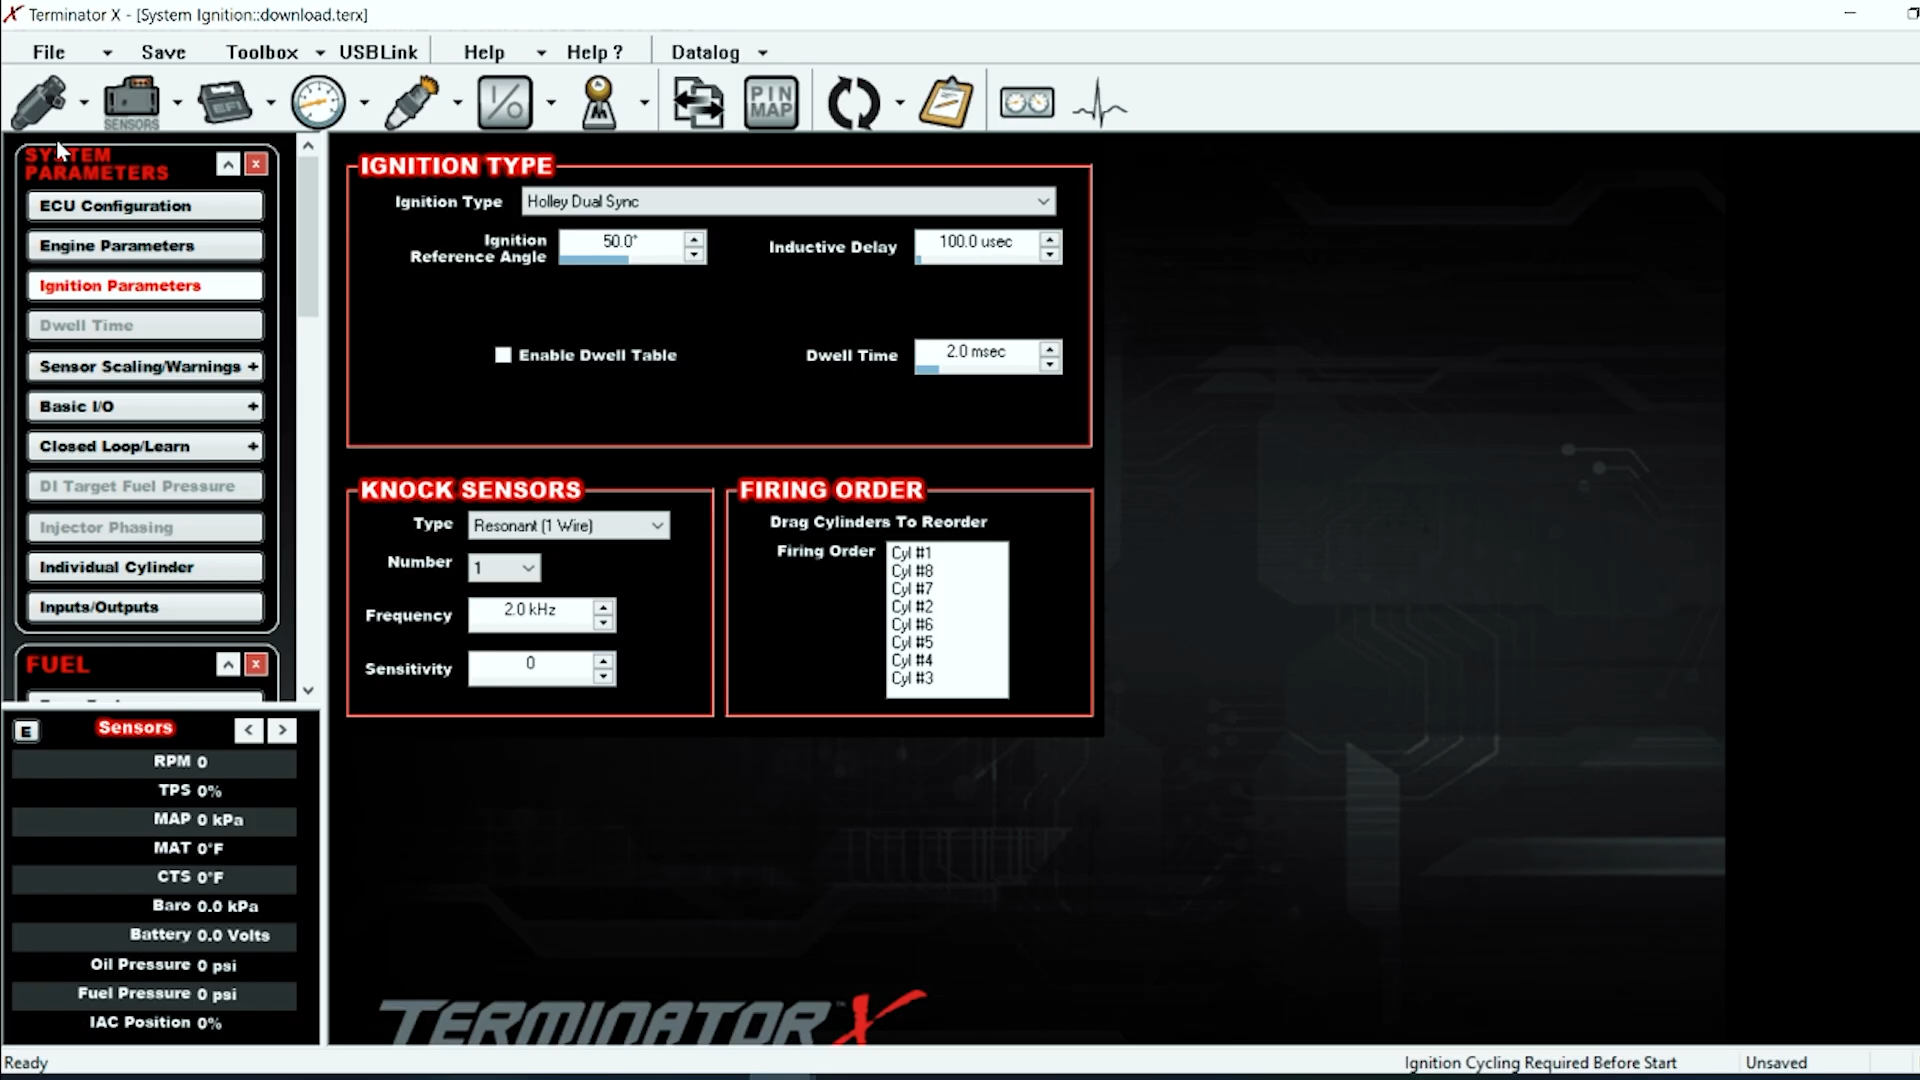 Terminator X - [System Ignition::download.terx]
File Save Toolbox USBLink Help Help ? Datalog
SENSORS EFI I/O PIN MAP
SYSTEM
PARAMETERS
ECU Configuration
Engine Parameters
Ignition Parameters
Dwell Time
Sensor Scaling/Warnings +
Basic I/O +
Closed Loop/Learn +
DI Target Fuel Pressure
Injector Phasing
Individual Cylinder
Inputs/Outputs
FUEL
E Sensors < >
RPM 0
TPS 0%
MAP 0 kPa
MAT 0°F
CTS 0°F
Baro 0.0 kPa
Battery 0.0 Volts
Oil Pressure 0 psi
Fuel Pressure 0 psi
IAC Position 0%
IGNITION TYPE
Ignition Type Holley Dual Sync
Ignition
Reference Angle 50.0° Inductive Delay 100.0 usec
Enable Dwell Table Dwell Time 2.0 msec
KNOCK SENSORS
Type Resonant (1 Wire)
Number 1
Frequency 2.0 kHz
Sensitivity 0
FIRING ORDER
Drag Cylinders To Reorder
Firing Order
Cyl #1
Cyl #8
Cyl #7
Cyl #2
Cyl #6
Cyl #5
Cyl #4
Cyl #3
TERMINATOR X
Ready Ignition Cycling Required Before Start Unsaved